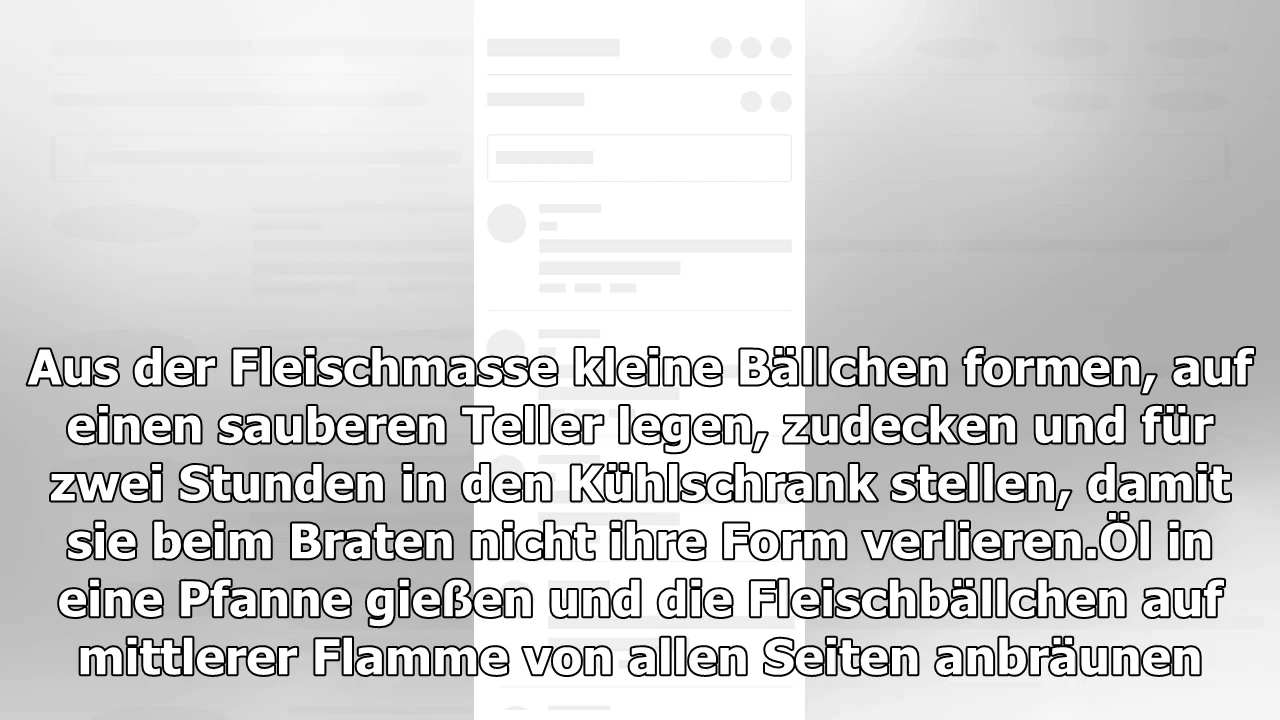 Aus der Fleischmasse kleine Bällchen formen, auf
einen sauberen Teller legen, zudecken und für
zwei Stunden in den Kühlschrank stellen, damit
sie beim Braten nicht ihre Form verlieren.Öl in
eine Pfanne gießen und die Fleischbällchen auf
mittlerer Flamme von allen Seiten anbräunen